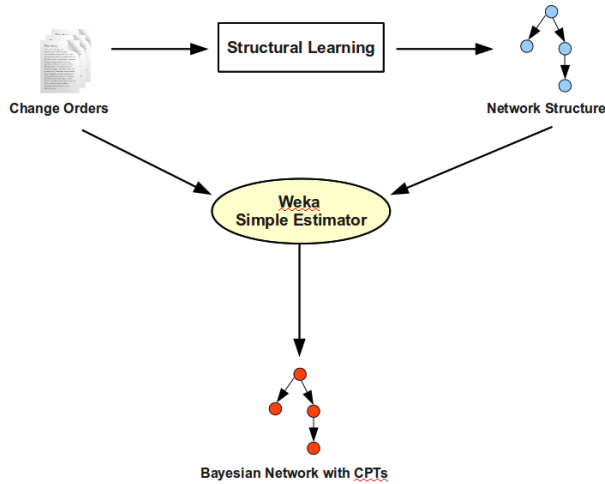 Structural Learning
Change Orders
Network Structure
Weka
Simple Estimator
Bayesian Network with CPTs